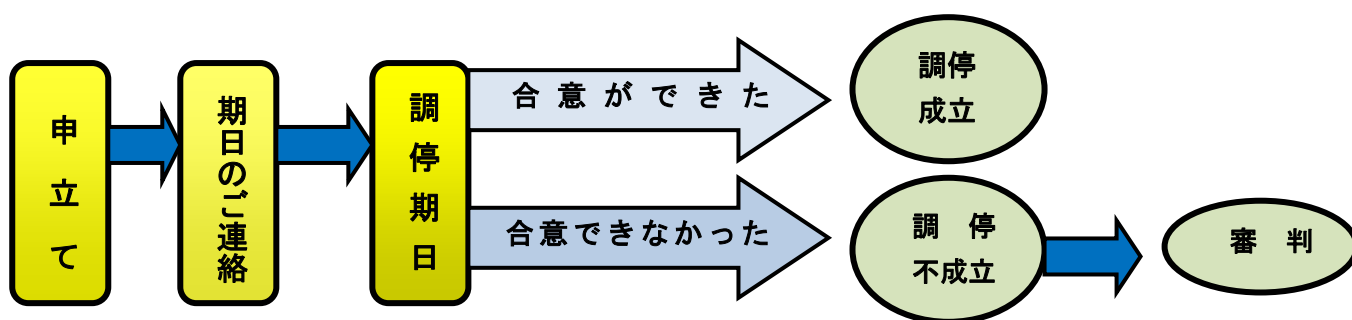 申立て
期日のご連絡
調停期日
合意ができた
調停
成立
合意できなかった
調　停
不成立
審　判